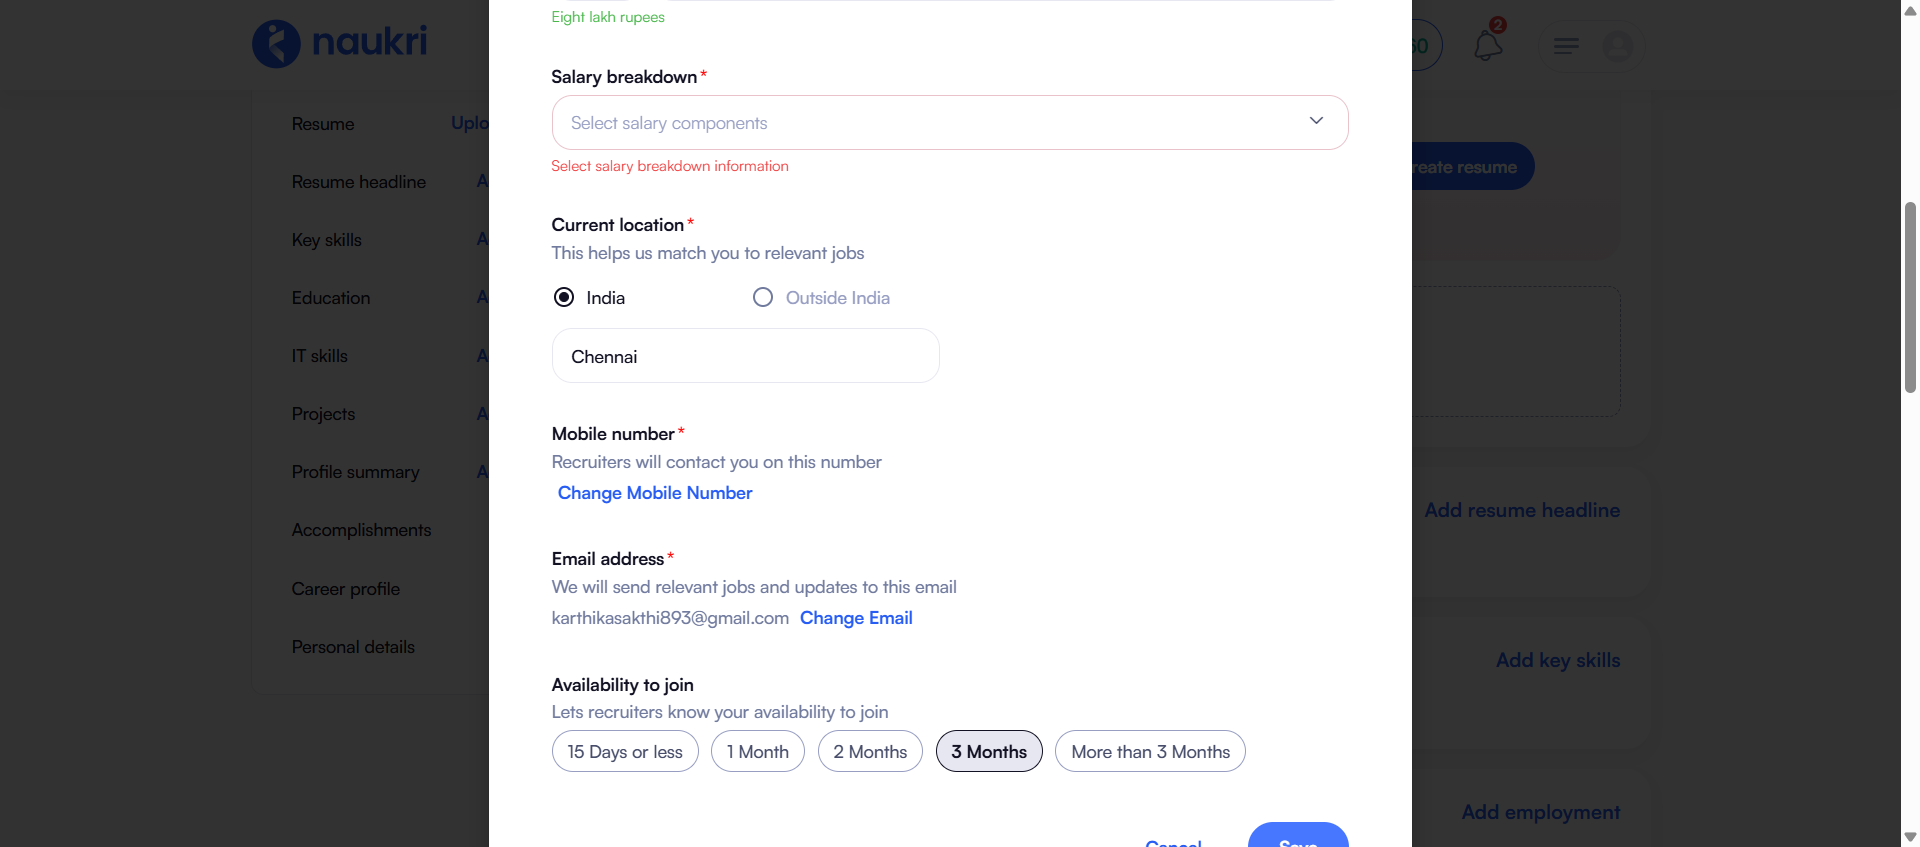 Eight lakh rupees
naukri
60
2
Salary breakdown*
Select salary components
Select salary breakdown information
Resume
Uplo
Resume headline
A
Key skills
A
Education
A
IT skills
A
Projects
A
Profile summary
A
Accomplishments
Career profile
Personal details
Current location*
This helps us match you to relevant jobs
India
Outside India
Chennai
Mobile number*
Recruiters will contact you on this number
Change Mobile Number
Email address*
We will send relevant jobs and updates to this email
karthikasakthi893@gmail.com Change Email
Availability to join
Lets recruiters know your availability to join
15 Days or less
1 Month
2 Months
3 Months
More than 3 Months
Cancel
Save
reate resume
Add resume headline
Add key skills
Add employment